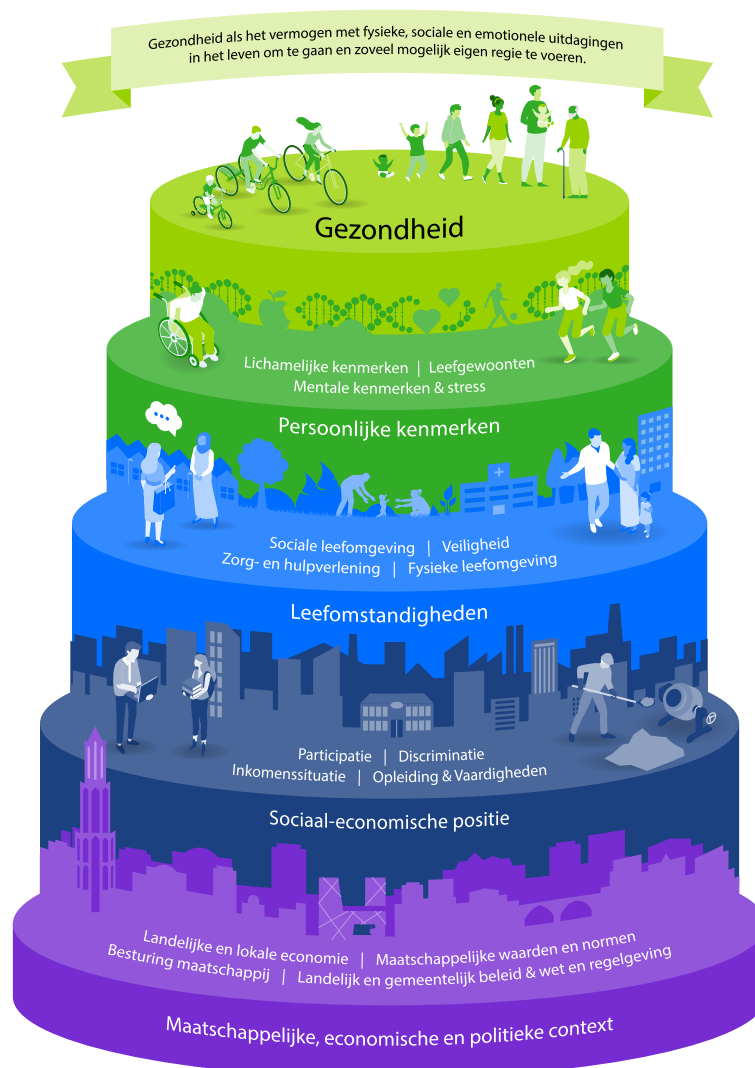 Gezondheid als het vermogen met fysieke, sociale en emotionele uitdagingen
in het leven om te gaan en zoveel mogelijk eigen regie te voeren.
Gezondheid
Lichamelijke kenmerken | Leefgewoonten
Mentale kenmerken & stress
Persoonlijke kenmerken
Sociale leefomgeving | Veiligheid
Zorg- en hulpverlening | Fysieke leefomgeving
Leefomstandigheden
Participatie | Discriminatie
Inkomenssituatie | Opleiding & Vaardigheden
Sociaal-economische positie
Landelijke en lokale economie | Maatschappelijke waarden en normen
Besturing maatschappij | Landelijk en gemeentelijk beleid & wet en regelgeving
Maatschappelijke, economische en politieke context